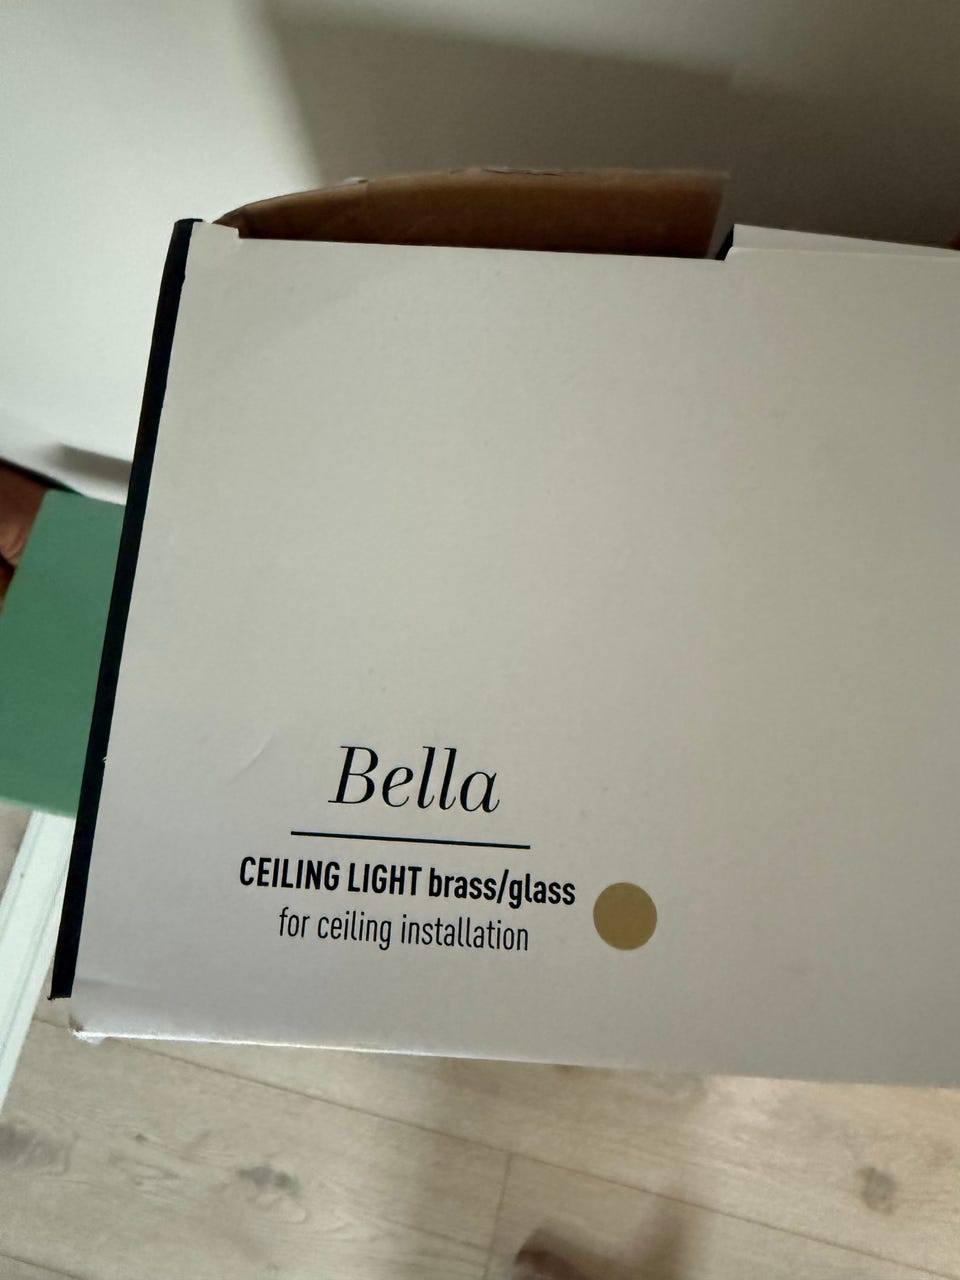 Bella
CEILING LIGHT brass/glass
for ceiling installation